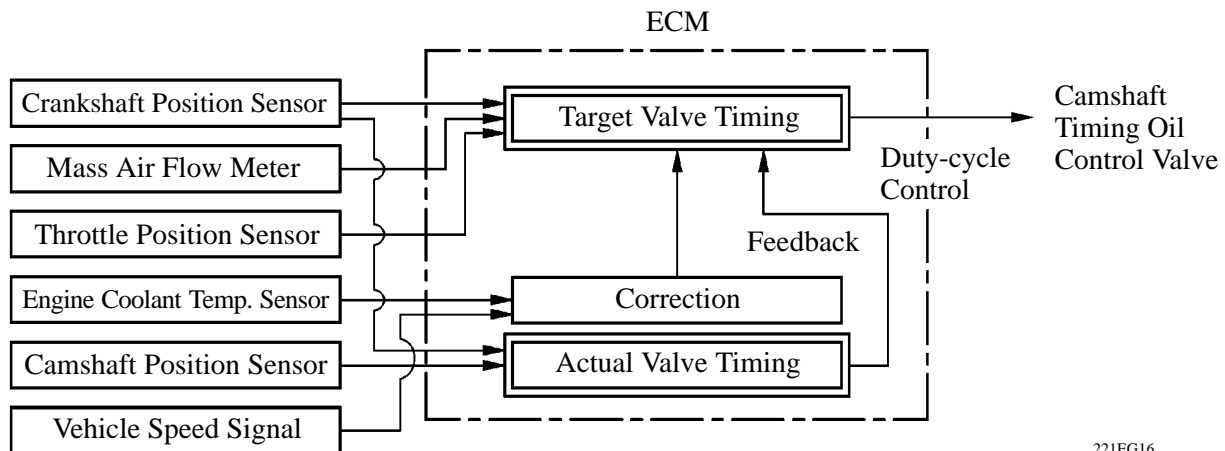 ECM
Crankshaft Position Sensor
Mass Air Flow Meter
Throttle Position Sensor
Engine Coolant Temp. Sensor
Camshaft Position Sensor
Vehicle Speed Signal
Target Valve Timing
Feedback
Correction
Actual Valve Timing
Duty-cycle
Control
Camshaft
Timing Oil
Control Valve
221EG16